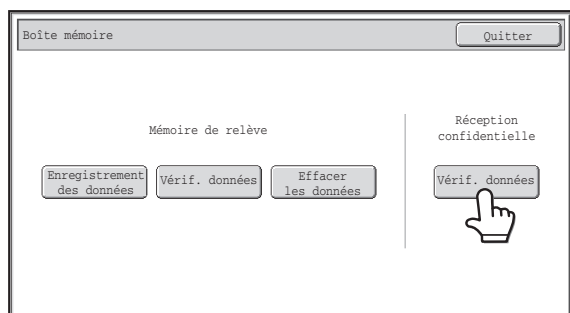 Boîte mémoire
Quitter
Mémoire de relève
Réception
confidentielle
Enregistrement
des données
Vérif. données
Effacer
les données
Vérif. données